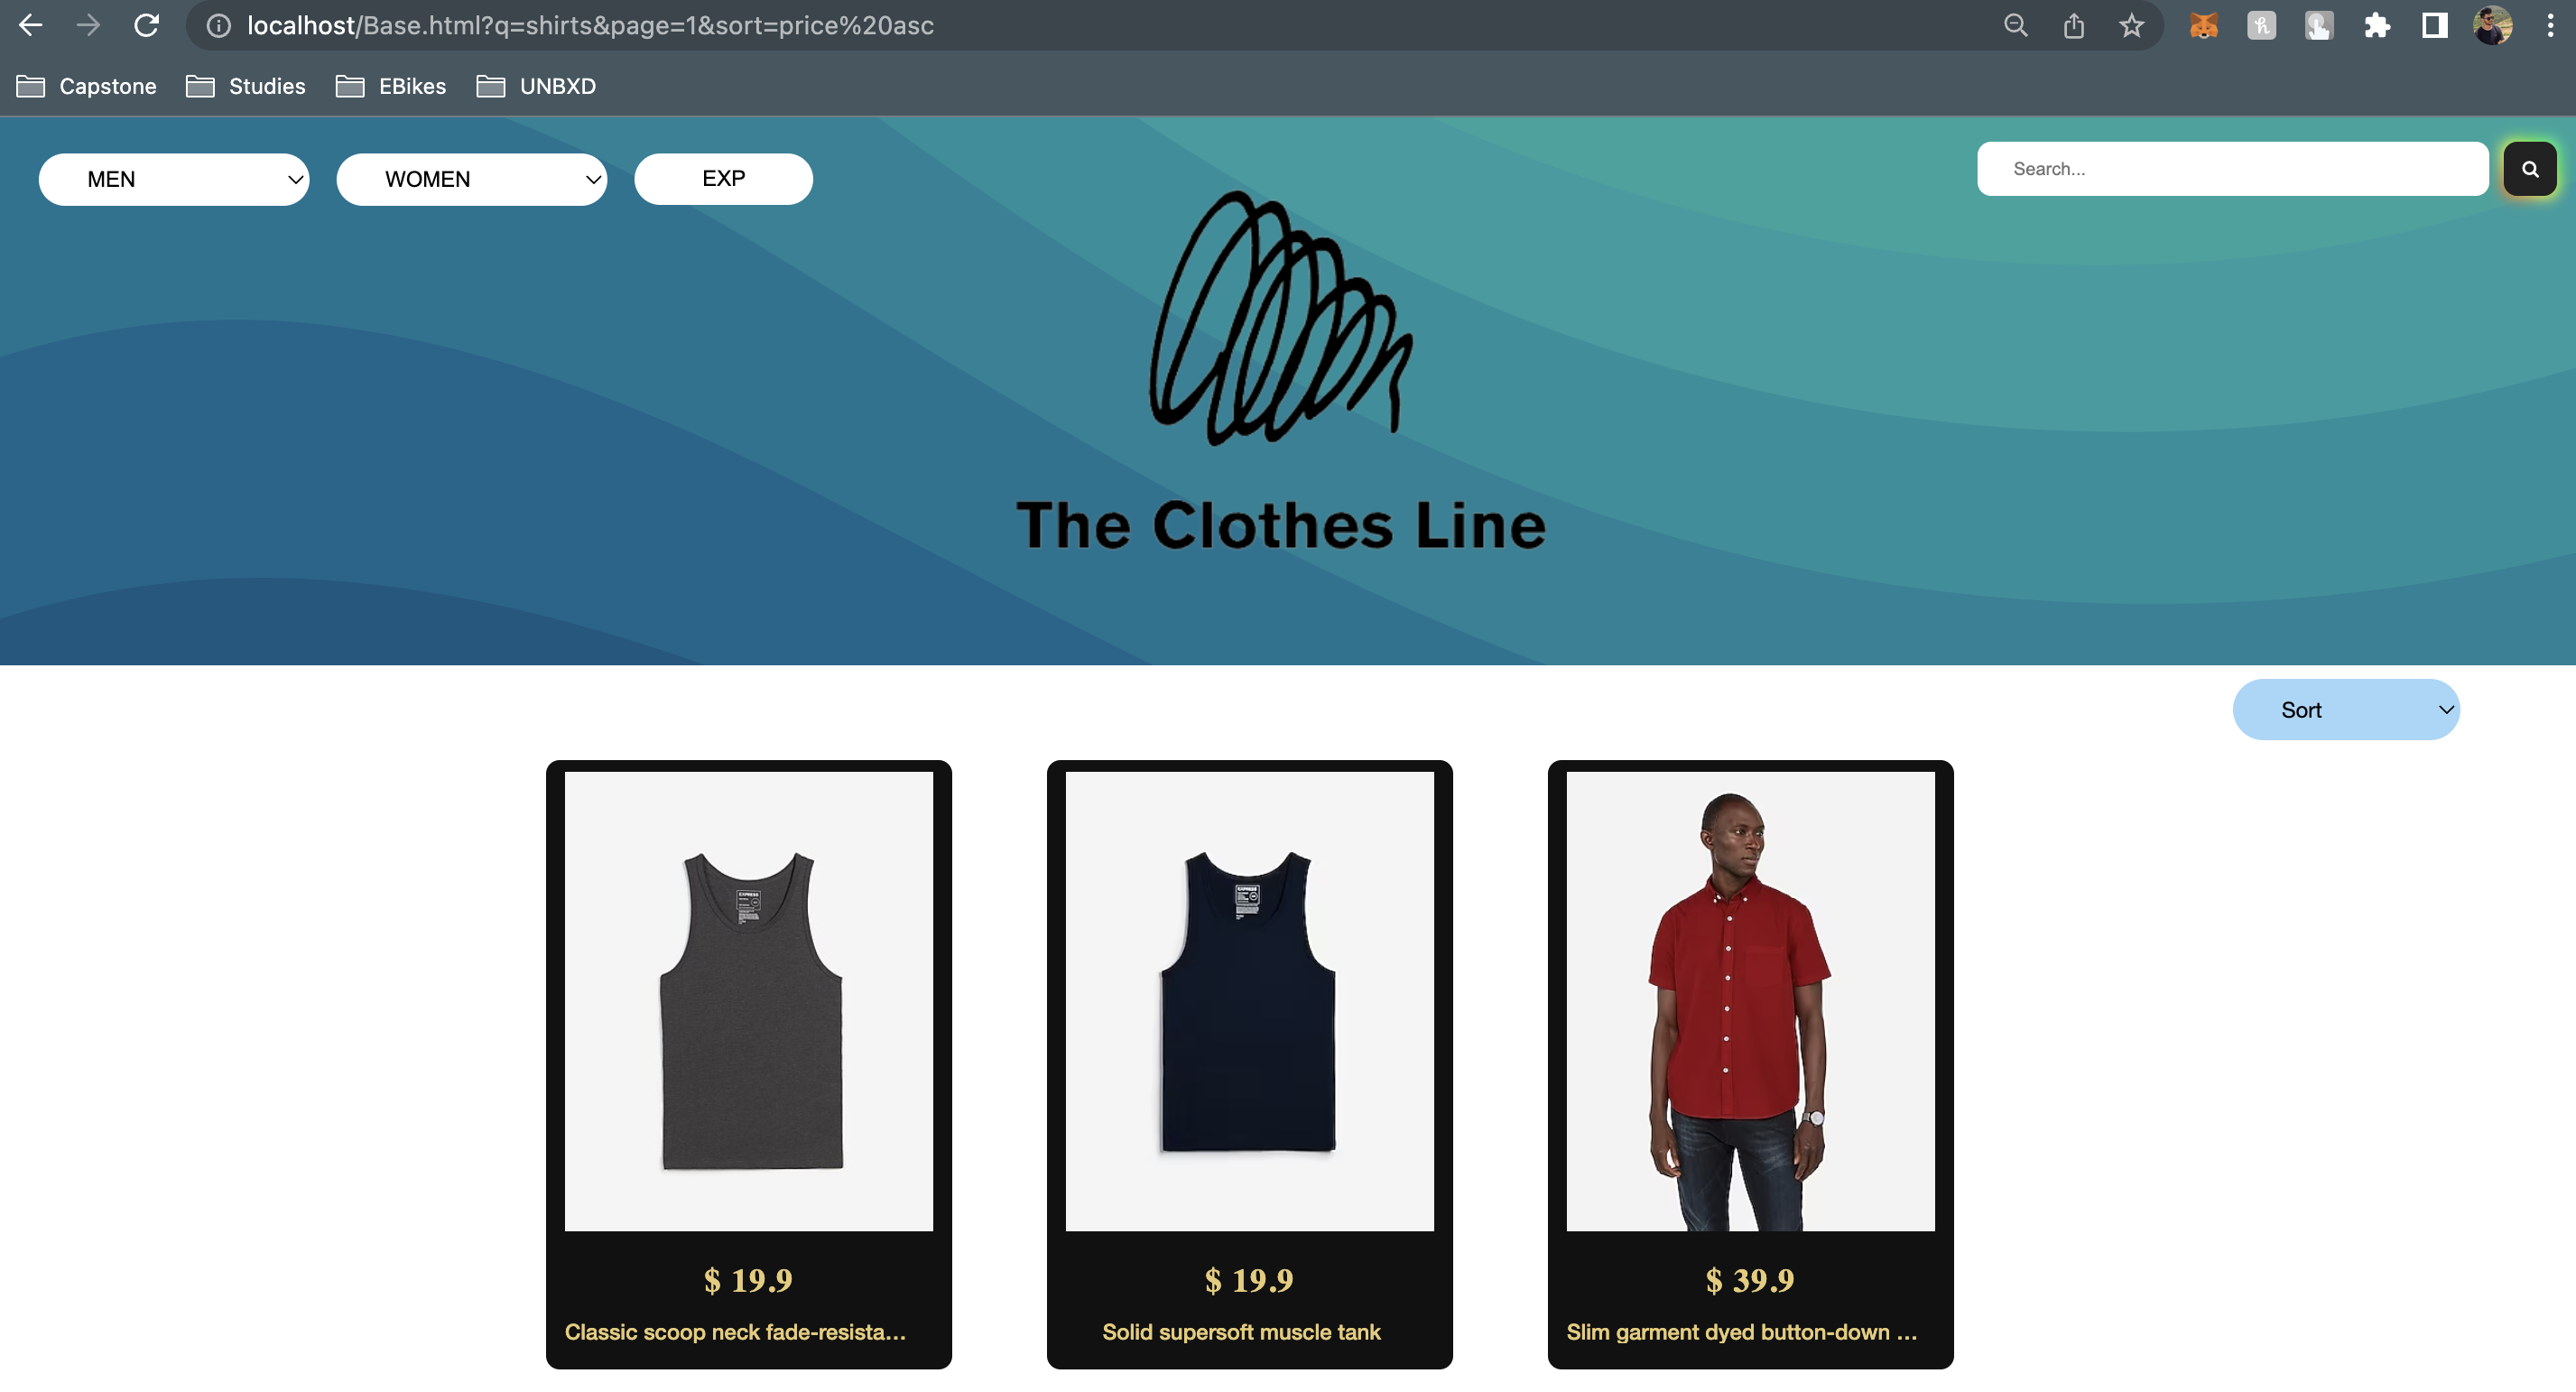 localhost/Base.html?q=shirts&page=1&sort=price%20asc
Capstone Studies EBikes UNBXD
MEN WOMEN EXP Search...
The Clothes Line
Sort
EXPRESS EXPRESS
$ 19.9 $ 19.9 $ 39.9
Classic scoop neck fade-resista... Solid supersoft muscle tank Slim garment dyed button-down ...